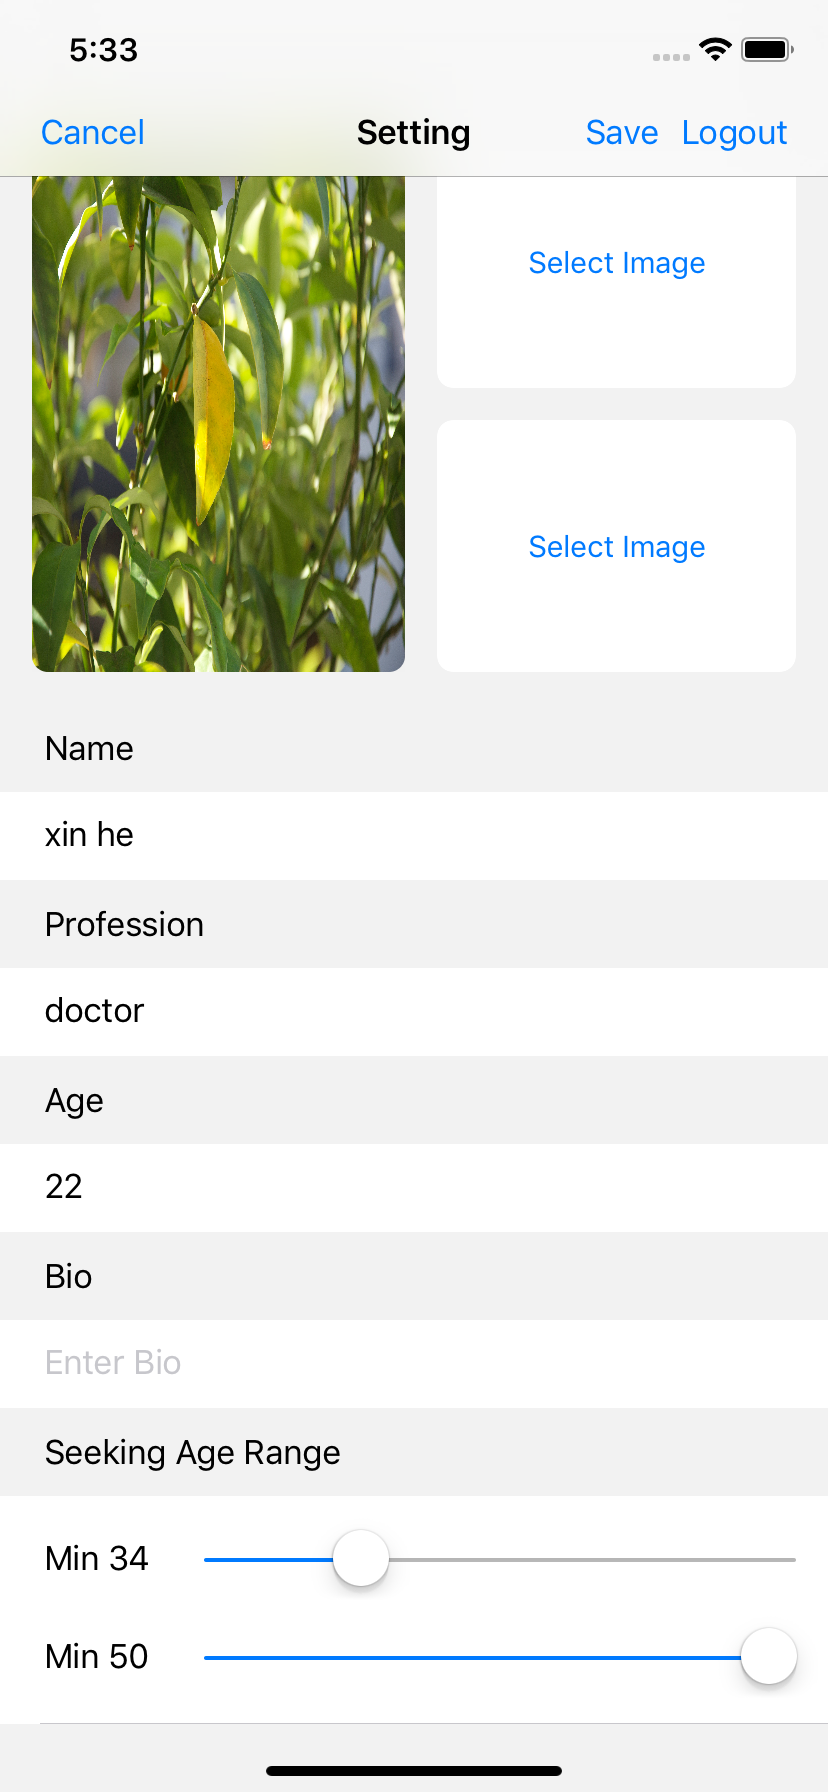 5:33
Cancel Setting Save Logout
Select Image
Select Image
Name
xin he
Profession
doctor
Age
22
Bio
Enter Bio
Seeking Age Range
Min 34
Min 50